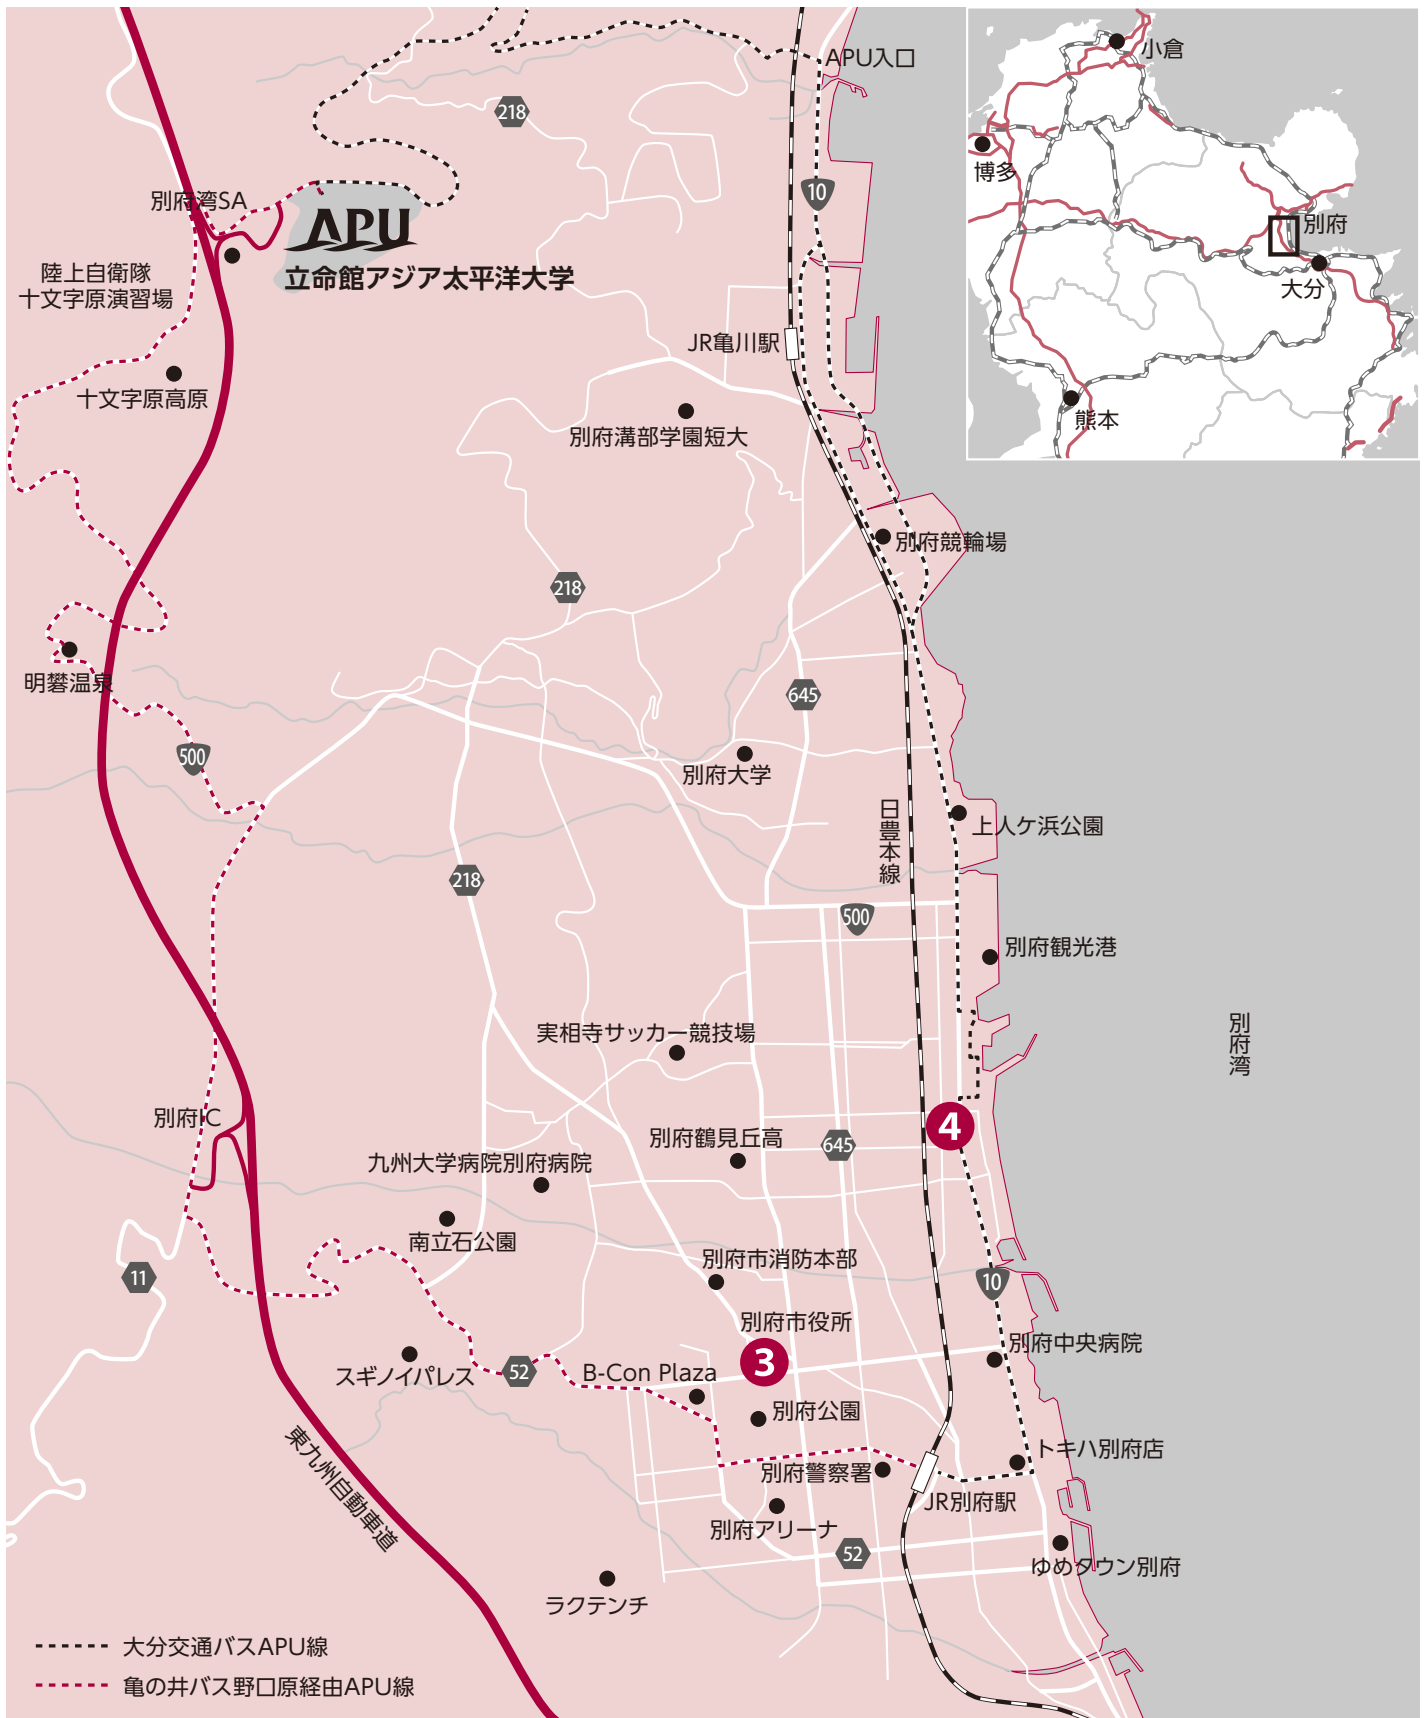 APU入口
小倉
218
博多
10
別府湾SA
APU
別府
陸上自衛隊
十文字原演習場
立命館アジア太平洋大学
大分
JR亀川駅
十文字原高原
熊本
別府溝部学園短大
別府競輪場
218
明礬温泉
645
500
別府大学
日豊本線
上人ケ浜公園
218
500
別府観光港
実相寺サッカー競技場
別府湾
別府IC
4
別府鶴見丘高
645
九州大学病院別府病院
南立石公園
別府市消防本部
11
10
別府市役所
別府中央病院
3
スギノイパレス
52
B-Con Plaza
別府公園
東九州自動車道
トキハ別府店
別府警察署
JR別府駅
別府アリーナ
52
ゆめタウン別府
ラクテンチ
大分交通バスAPU線
亀の井バス野口原経由APU線